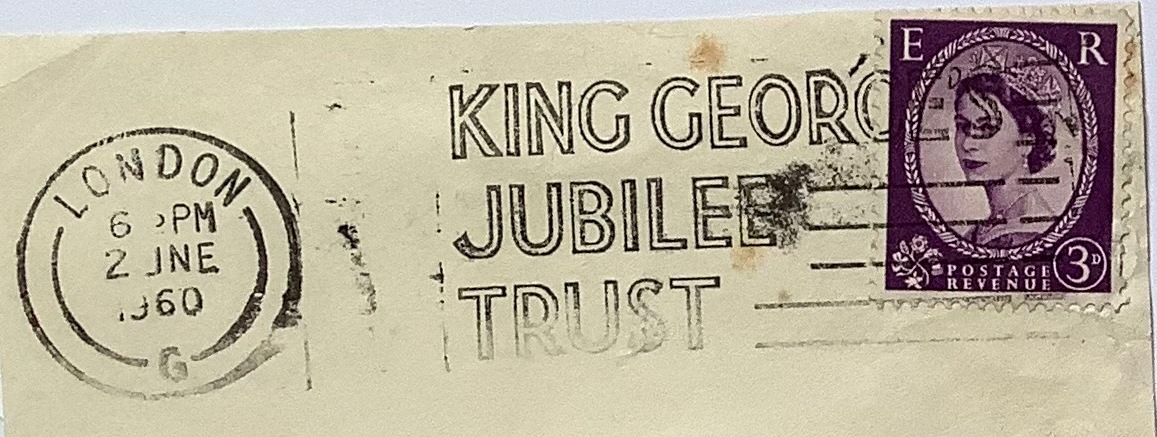 LONDON
6 PM
2 JNE
1960
G
KING GEORG
JUBILEE
TRUST
E R
POSTAGE
REVENUE
3D